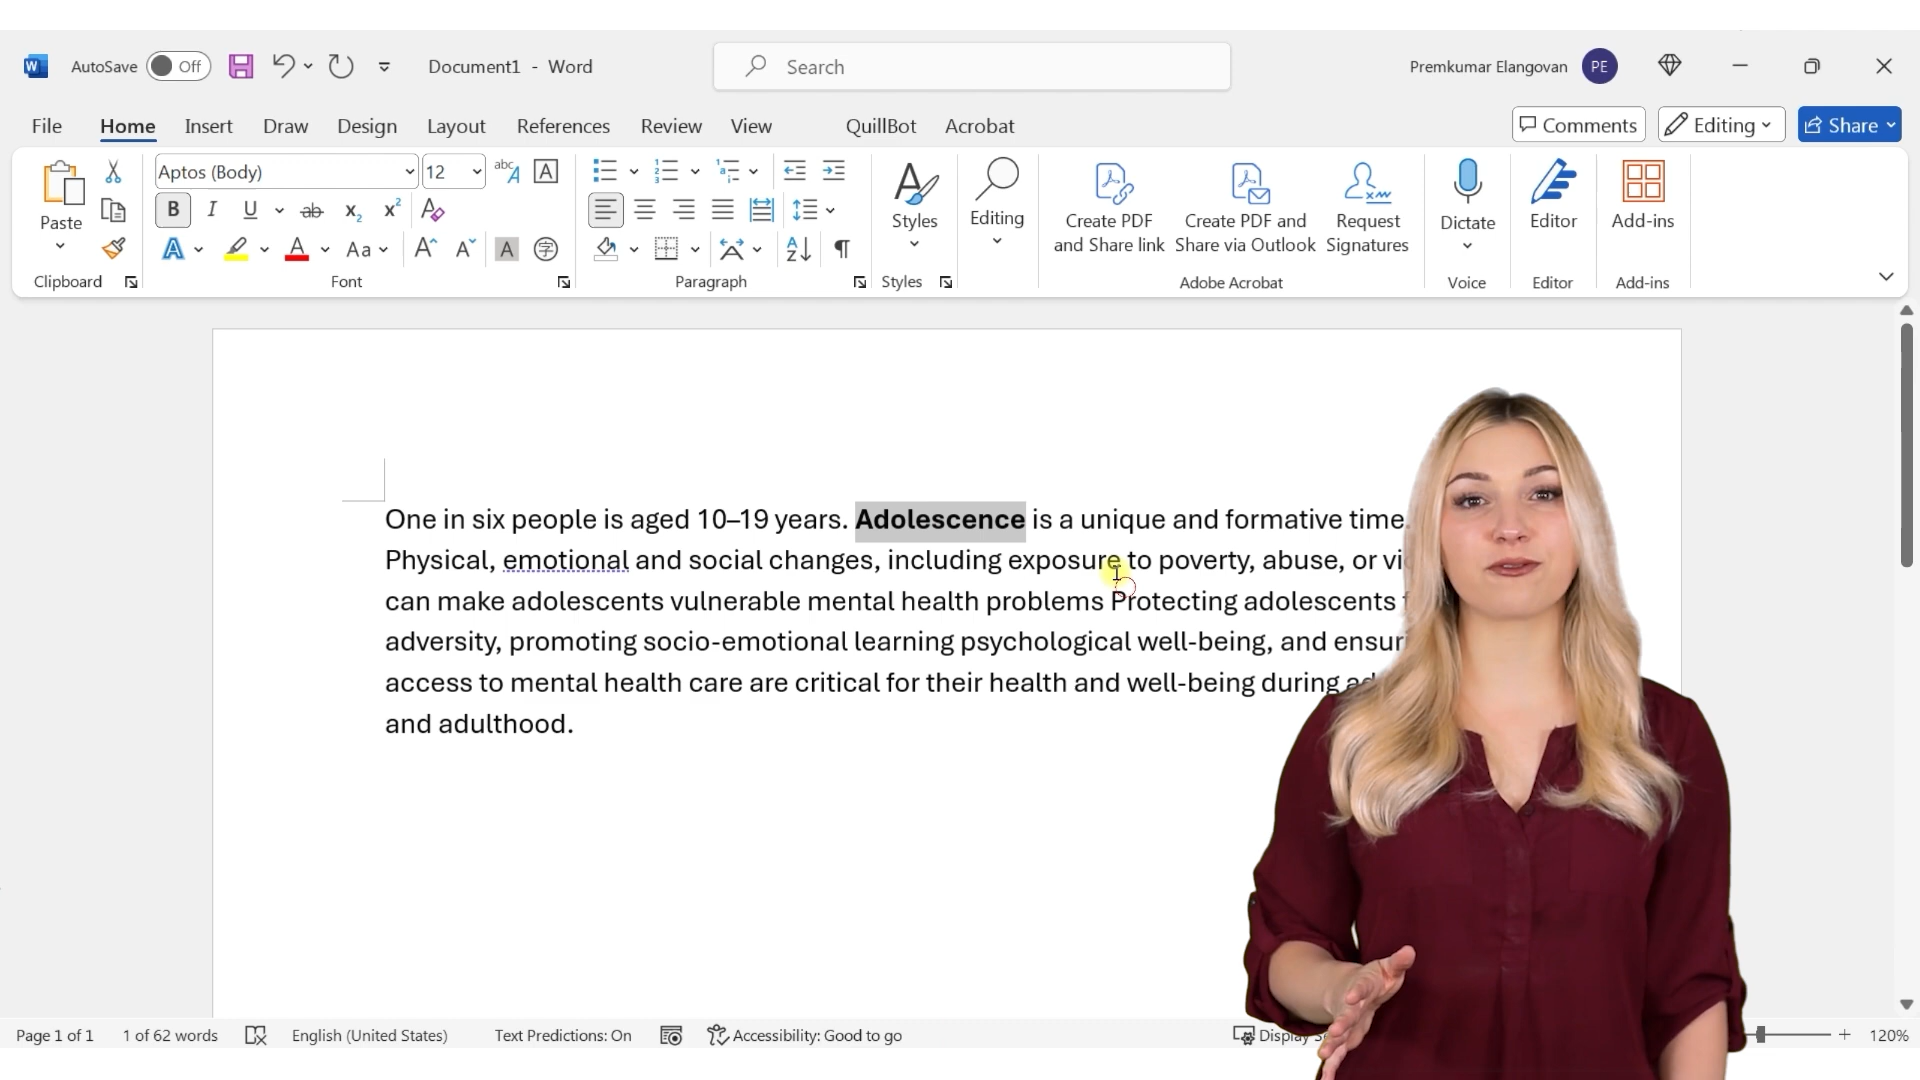 AutoSave Off Document1 - Word Search Premkumar Elangovan PE
File Home Insert Draw Design Layout References Review View QuillBot Acrobat Comments Editing Share
Paste Aptos (Body) 12 Styles Editing Create PDF and Share link Create PDF and Share via Outlook Request Signatures Dictate Editor Add-ins
Clipboard Font Paragraph Styles Adobe Acrobat Voice Editor Add-ins
One in six people is aged 10–19 years. Adolescence is a unique and formative time.
Physical, emotional and social changes, including exposure to poverty, abuse, or
can make adolescents vulnerable mental health problems Protecting adolescents
adversity, promoting socio-emotional learning psychological well-being, and
access to mental health care are critical for their health and well-being during
and adulthood.
Page 1 of 1 1 of 62 words English (United States) Text Predictions: On Accessibility: Good to go Display 120%